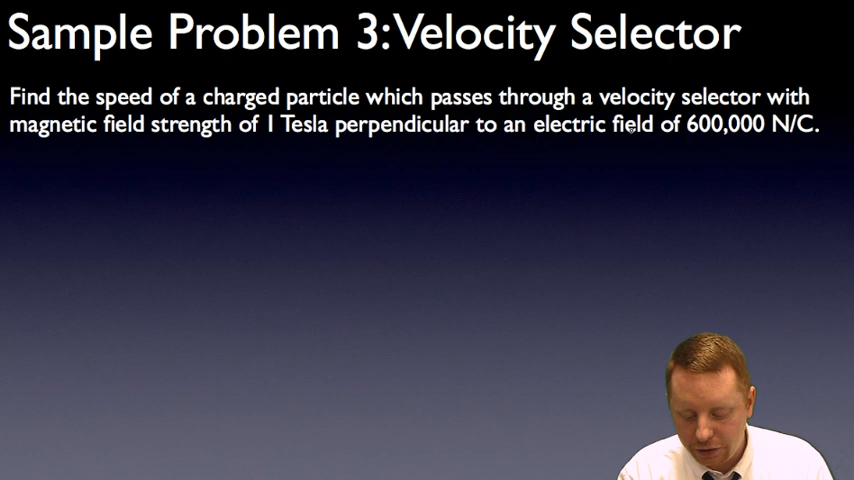 Sample Problem 3: Velocity Selector
Find the speed of a charged particle which passes through a velocity selector with
magnetic field strength of 1 Tesla perpendicular to an electric field of 600,000 N/C.